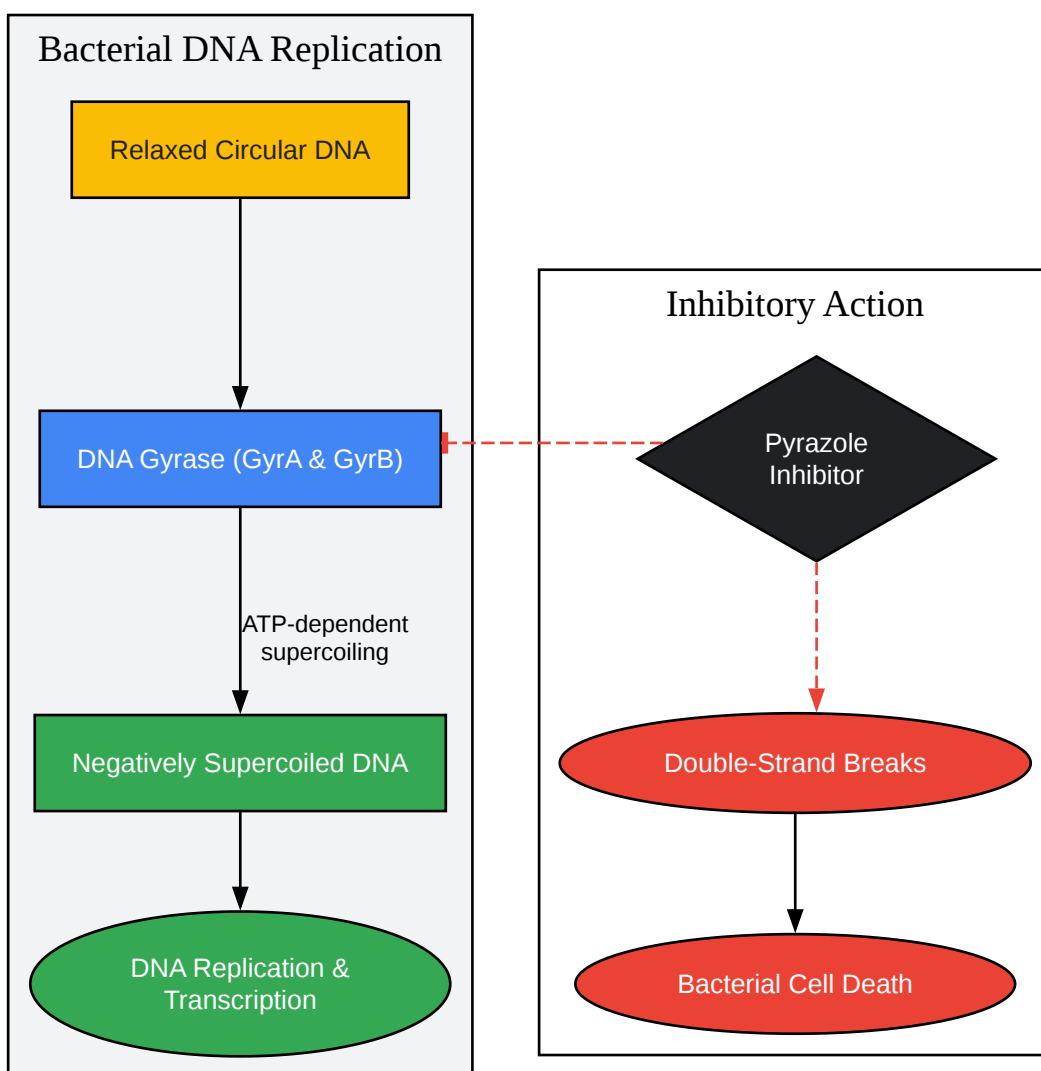 Bacterial DNA Replication
Relaxed Circular DNA
DNA Gyrase (GyrA & GyrB)
ATP-dependent
supercoiling
Negatively Supercoiled DNA
DNA Replication &
Transcription
Inhibitory Action
Pyrazole
Inhibitor
Double-Strand Breaks
Bacterial Cell Death